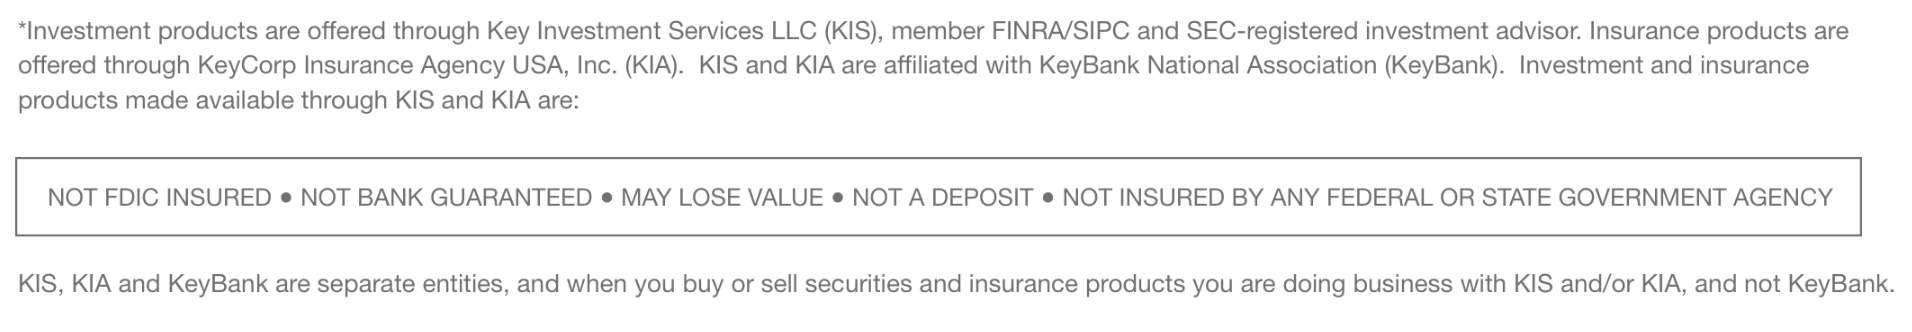 *Investment products are offered through Key Investment Services LLC (KIS), member FINRA/SIPC and SEC-registered investment advisor. Insurance products are
offered through KeyCorp Insurance Agency USA, Inc. (KIA).  KIS and KIA are affiliated with KeyBank National Association (KeyBank).  Investment and insurance
products made available through KIS and KIA are:
NOT FDIC INSURED • NOT BANK GUARANTEED • MAY LOSE VALUE • NOT A DEPOSIT • NOT INSURED BY ANY FEDERAL OR STATE GOVERNMENT AGENCY
KIS, KIA and KeyBank are separate entities, and when you buy or sell securities and insurance products you are doing business with KIS and/or KIA, and not KeyBank.